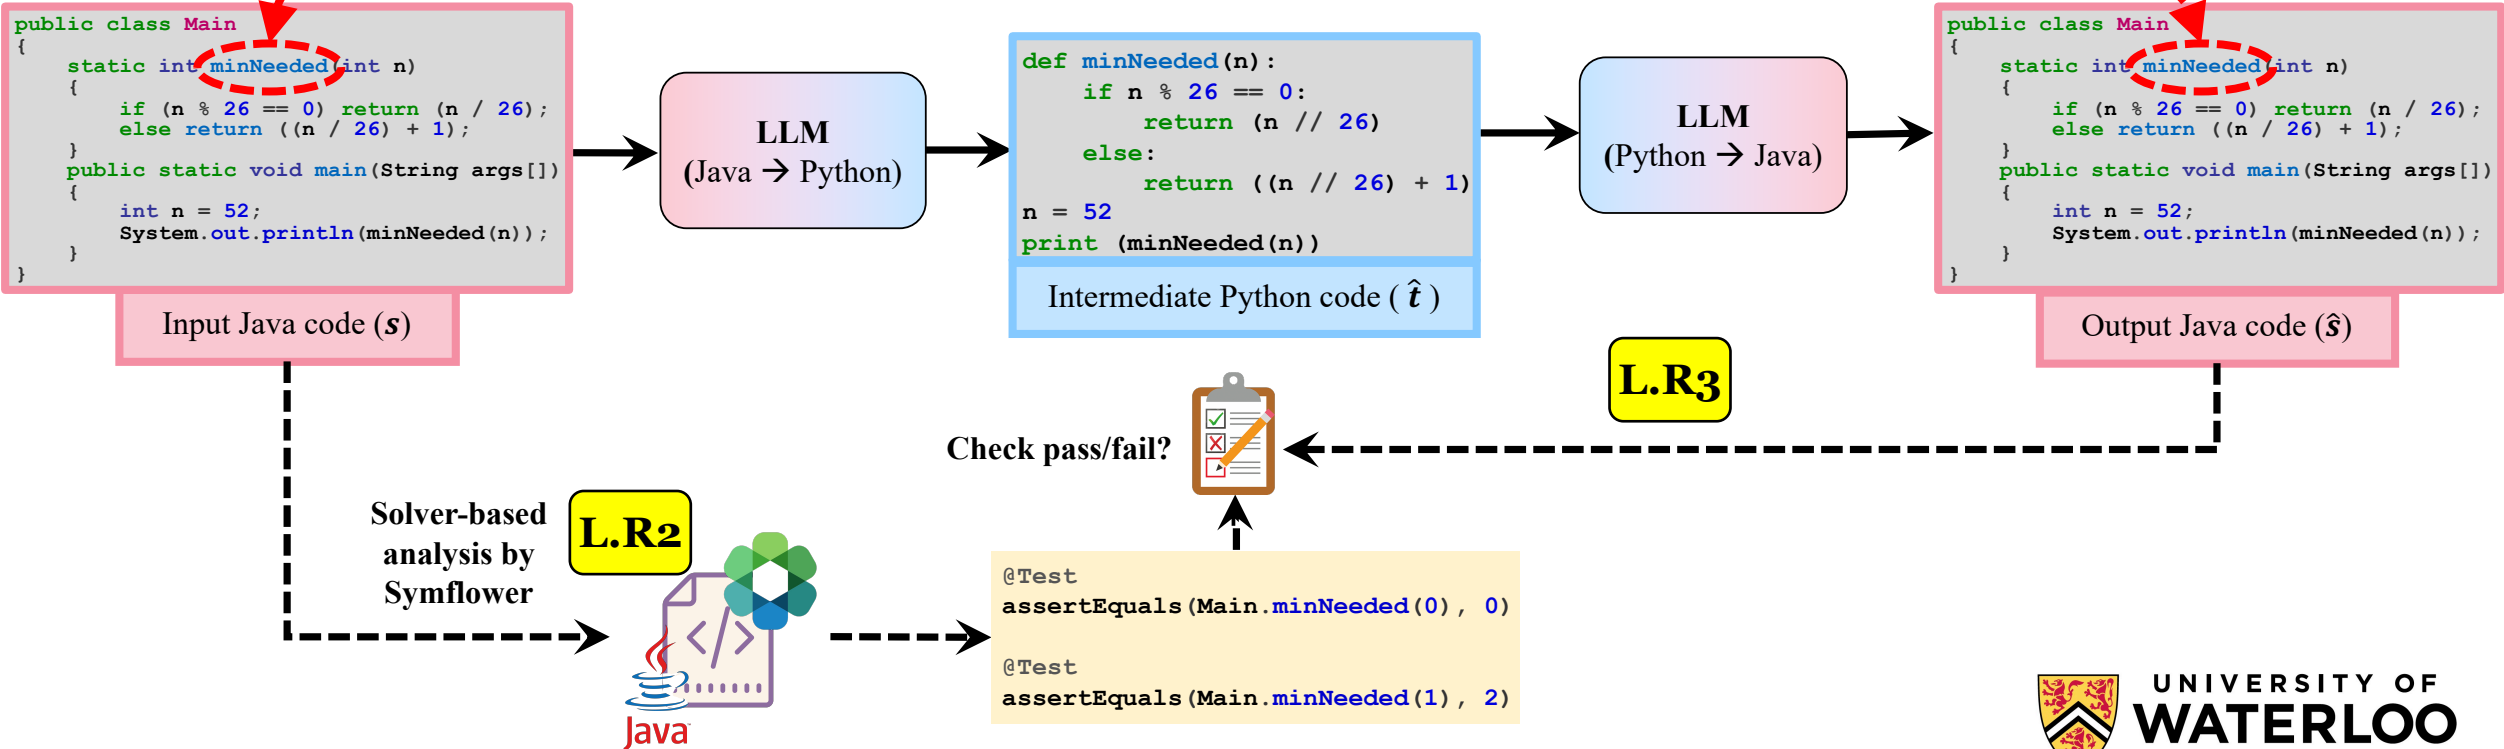 public class Main
{
static int minNeeded(int n)
{
if (n % 26 == 0) return (n / 26);
else return ((n / 26) + 1);
}
public static void main(String args[])
{
int n = 52;
System.out.println(minNeeded(n));
}
}
Input Java code (s)
LLM
(Java → Python)
def minNeeded(n):
if n % 26 == 0:
return (n // 26)
else:
return ((n // 26) + 1)
n = 52
print (minNeeded(n))
Intermediate Python code ( t̂ )
LLM
(Python → Java)
public class Main
{
static int minNeeded(int n)
{
if (n % 26 == 0) return (n / 26);
else return ((n / 26) + 1);
}
public static void main(String args[])
{
int n = 52;
System.out.println(minNeeded(n));
}
}
Output Java code (ŝ)
L.R3
Check pass/fail?
Solver-based
analysis by
Symflower
L.R2
</>
Java
@Test
assertEquals(Main.minNeeded(0), 0)
@Test
assertEquals(Main.minNeeded(1), 2)
UNIVERSITY OF
WATERLOO